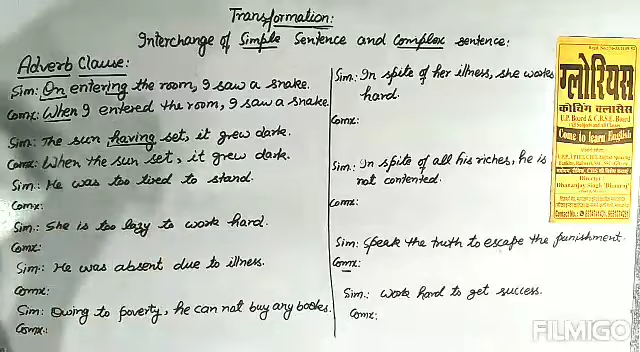 Transformation:
Interchange of Simple Sentence and Complex sentence:
Adverb Clause:
Sim: On entering the room, I saw a snake.
Comx: When I entered the room, I saw a snake.
Sim: The sun having set, it grew dark.
Comx: When the sun set, it grew dark.
Sim: He was too tired to stand.
Comx:
Sim: She is too lazy to work hard.
Comx:
Sim: He was absent due to illness.
Comx:
Sim: Owing to poverty, he can not buy any books.
Comx:
Sim: In spite of her illness, she works
hard.
Comx:
Sim: In spite of all his riches, he is
not contented.
Comx:
Sim: Speak the truth to escape the punishment.
Comx:
Sim: work hard to get success.
Comx:
ग्लोरियस
कोचिंग क्लासेस
U.P. Board & C.B.S.E. Board
Come to learn English
Director
Dhananjay Singh
FILMIGO